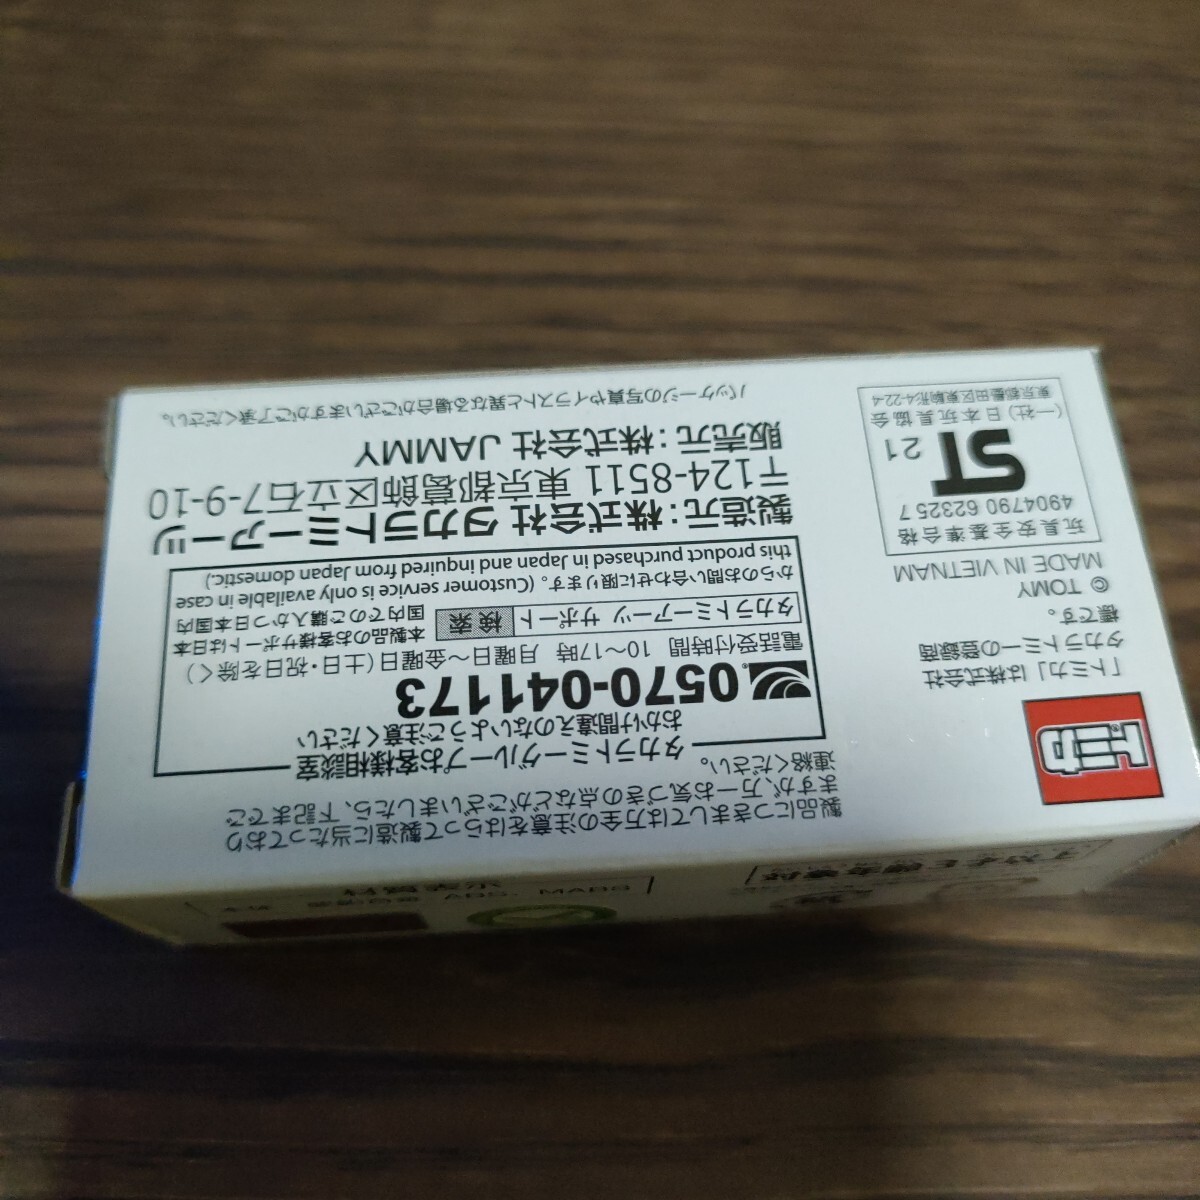 トミカ
「トミカ」は株式会社
タカラトミーの登録商
標です。
© TOMY
MADE IN VIETNAM
玩具安全基準合格
4904790 62325 7
ST
21
(一社)日本玩具協会
東京都墨田区東駒形4-22-4
製品につきましては万全の注意をはらって製造に当たっており
ますが、万一お気づきの点などがございましたら、下記までご
連絡ください。
タカラトミーグループお客様相談室
おかけ間違えのないようご注意ください
0570-041173
電話受付時間 10〜17時 月曜日〜金曜日(土日・祝日を除く)
タカラトミーアーツ サポート 検索
本製品のお客様サポートは日本
国内でのご購入かつ日本国内
からのお問い合わせに限ります。(Customer service is only available in case
this product purchased in Japan and inquired from Japan domestic.)
製造元:株式会社 タカラトミーアーツ
〒124-8511 東京都葛飾区立石7-9-10
販売元:株式会社 JAMMY
パッケージの写真やイラストと異なる場合がございますがご了承ください。
材質表示
ABS、MABS